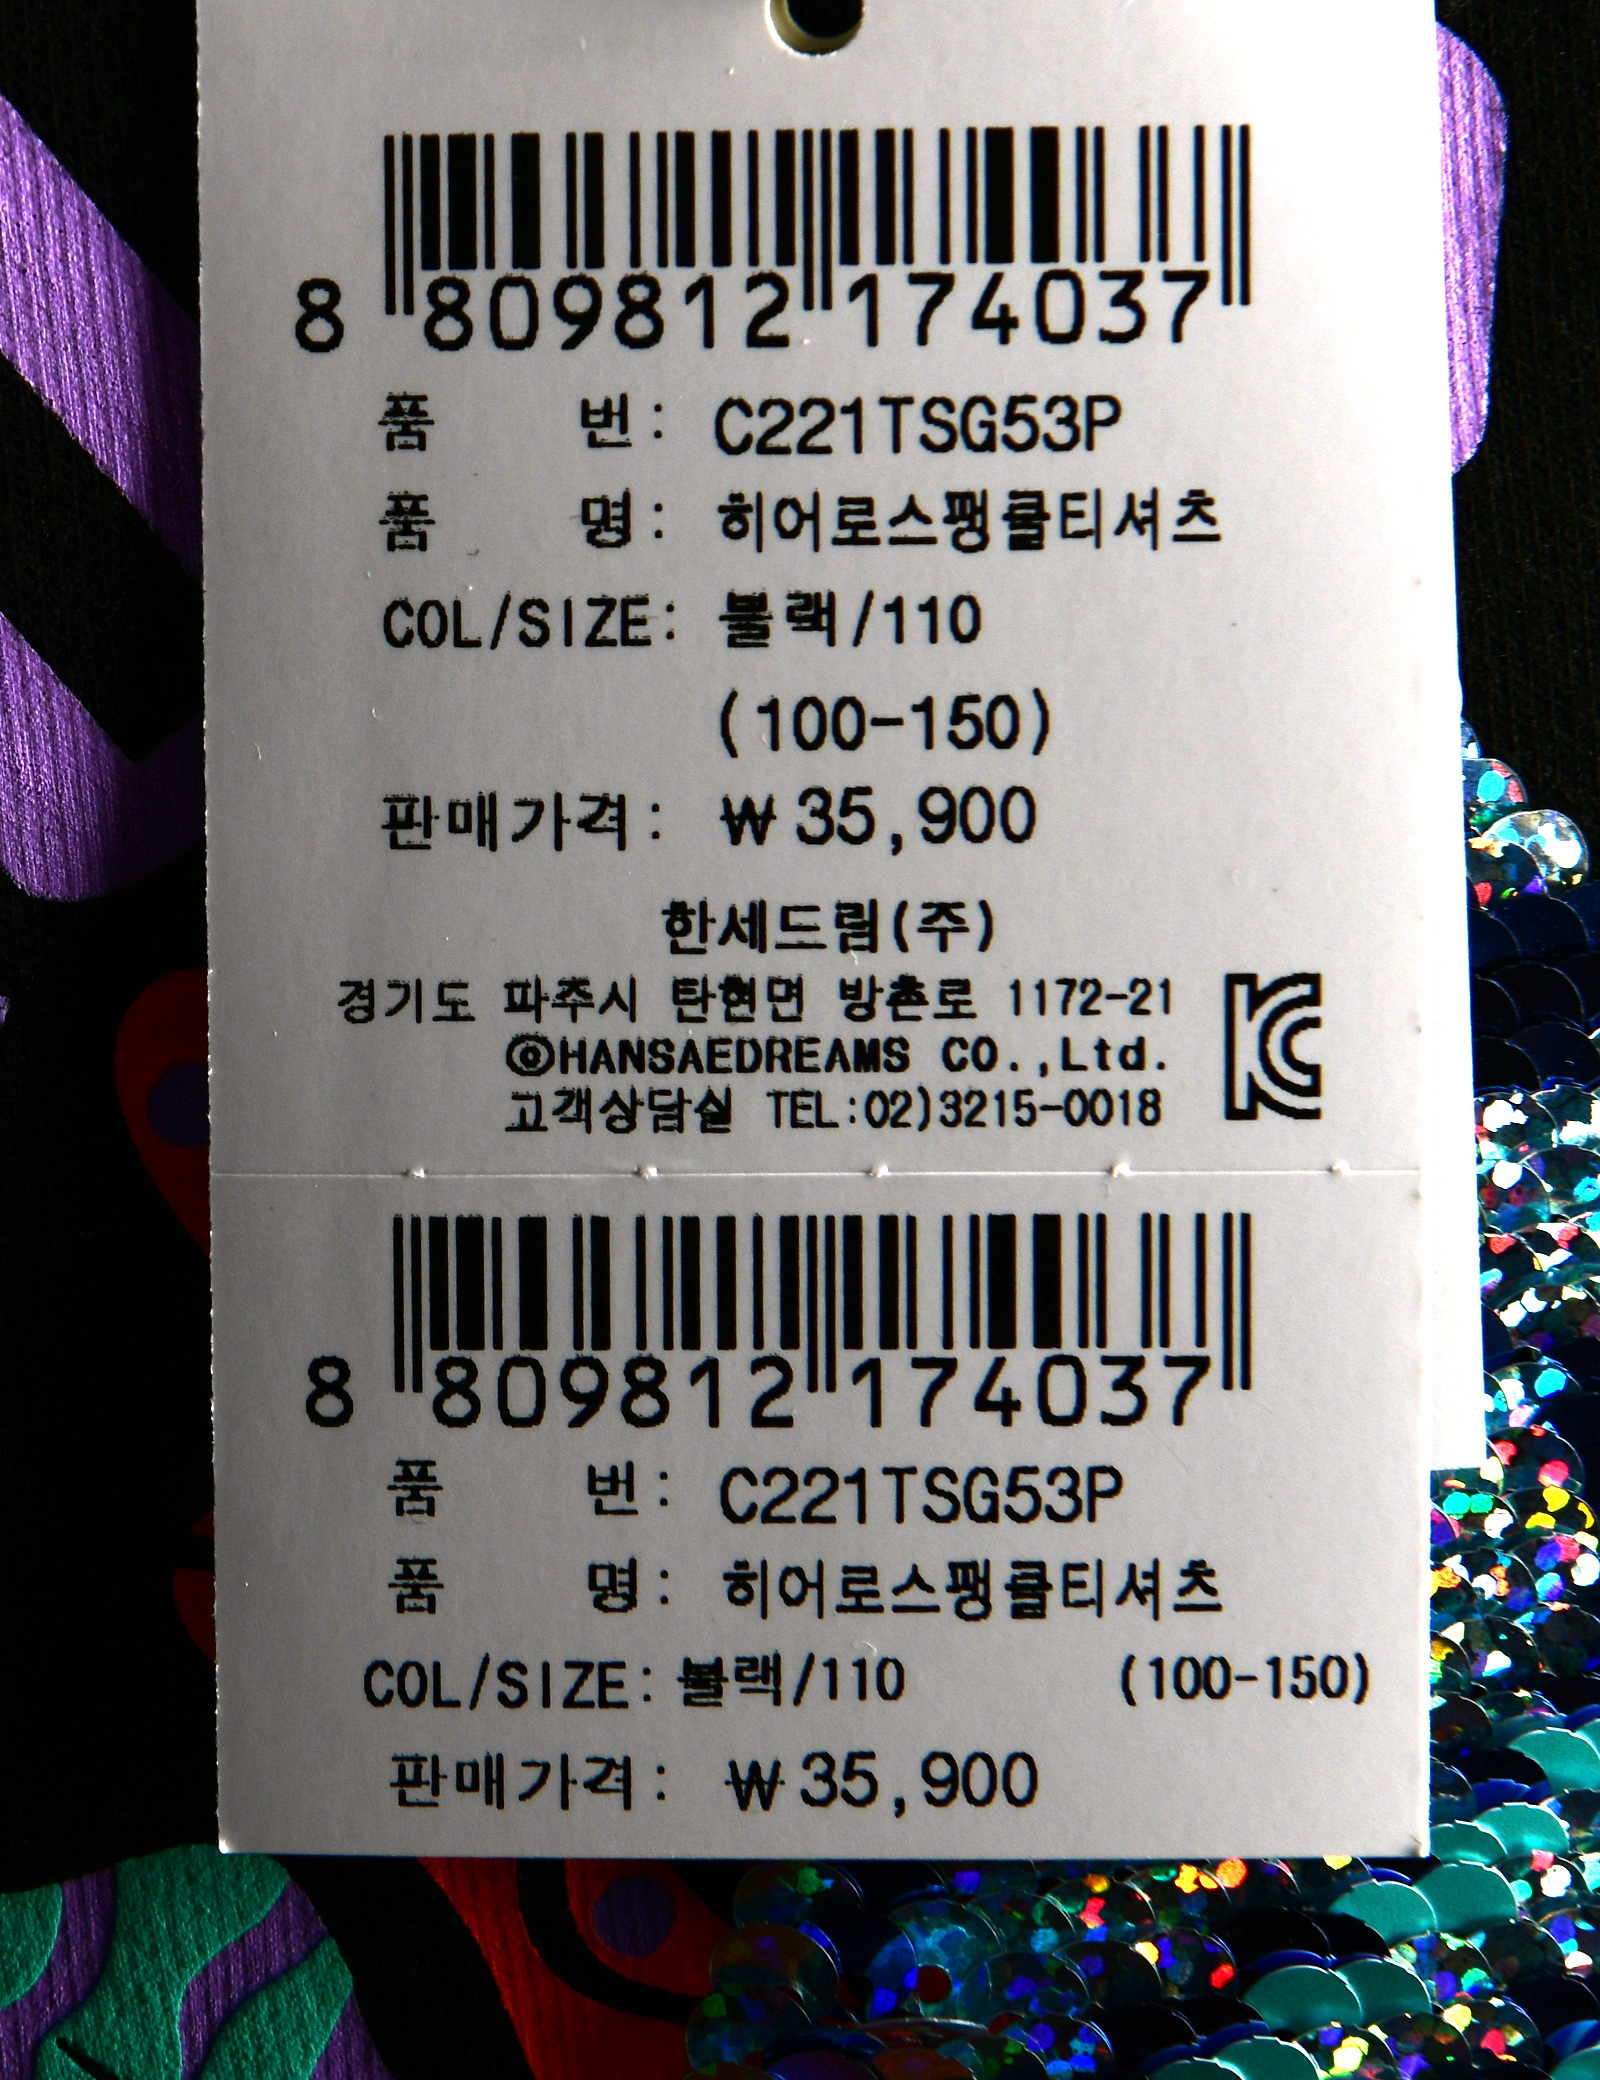 8 809812 174037
품 번: C221TSG53P
품 명: 히어로스팽클티셔츠
COL/SIZE: 블랙/110
(100-150)
판매가격: ₩35,900
한세드림(주)
경기도 파주시 탄현면 방촌로 1172-21
©HANSAEDREAMS CO.,Ltd.
고객상담실 TEL:02)3215-0018
8 809812 174037
품 번: C221TSG53P
품 명: 히어로스팽클티셔츠
COL/SIZE: 블랙/110 (100-150)
판매가격: ₩35,900